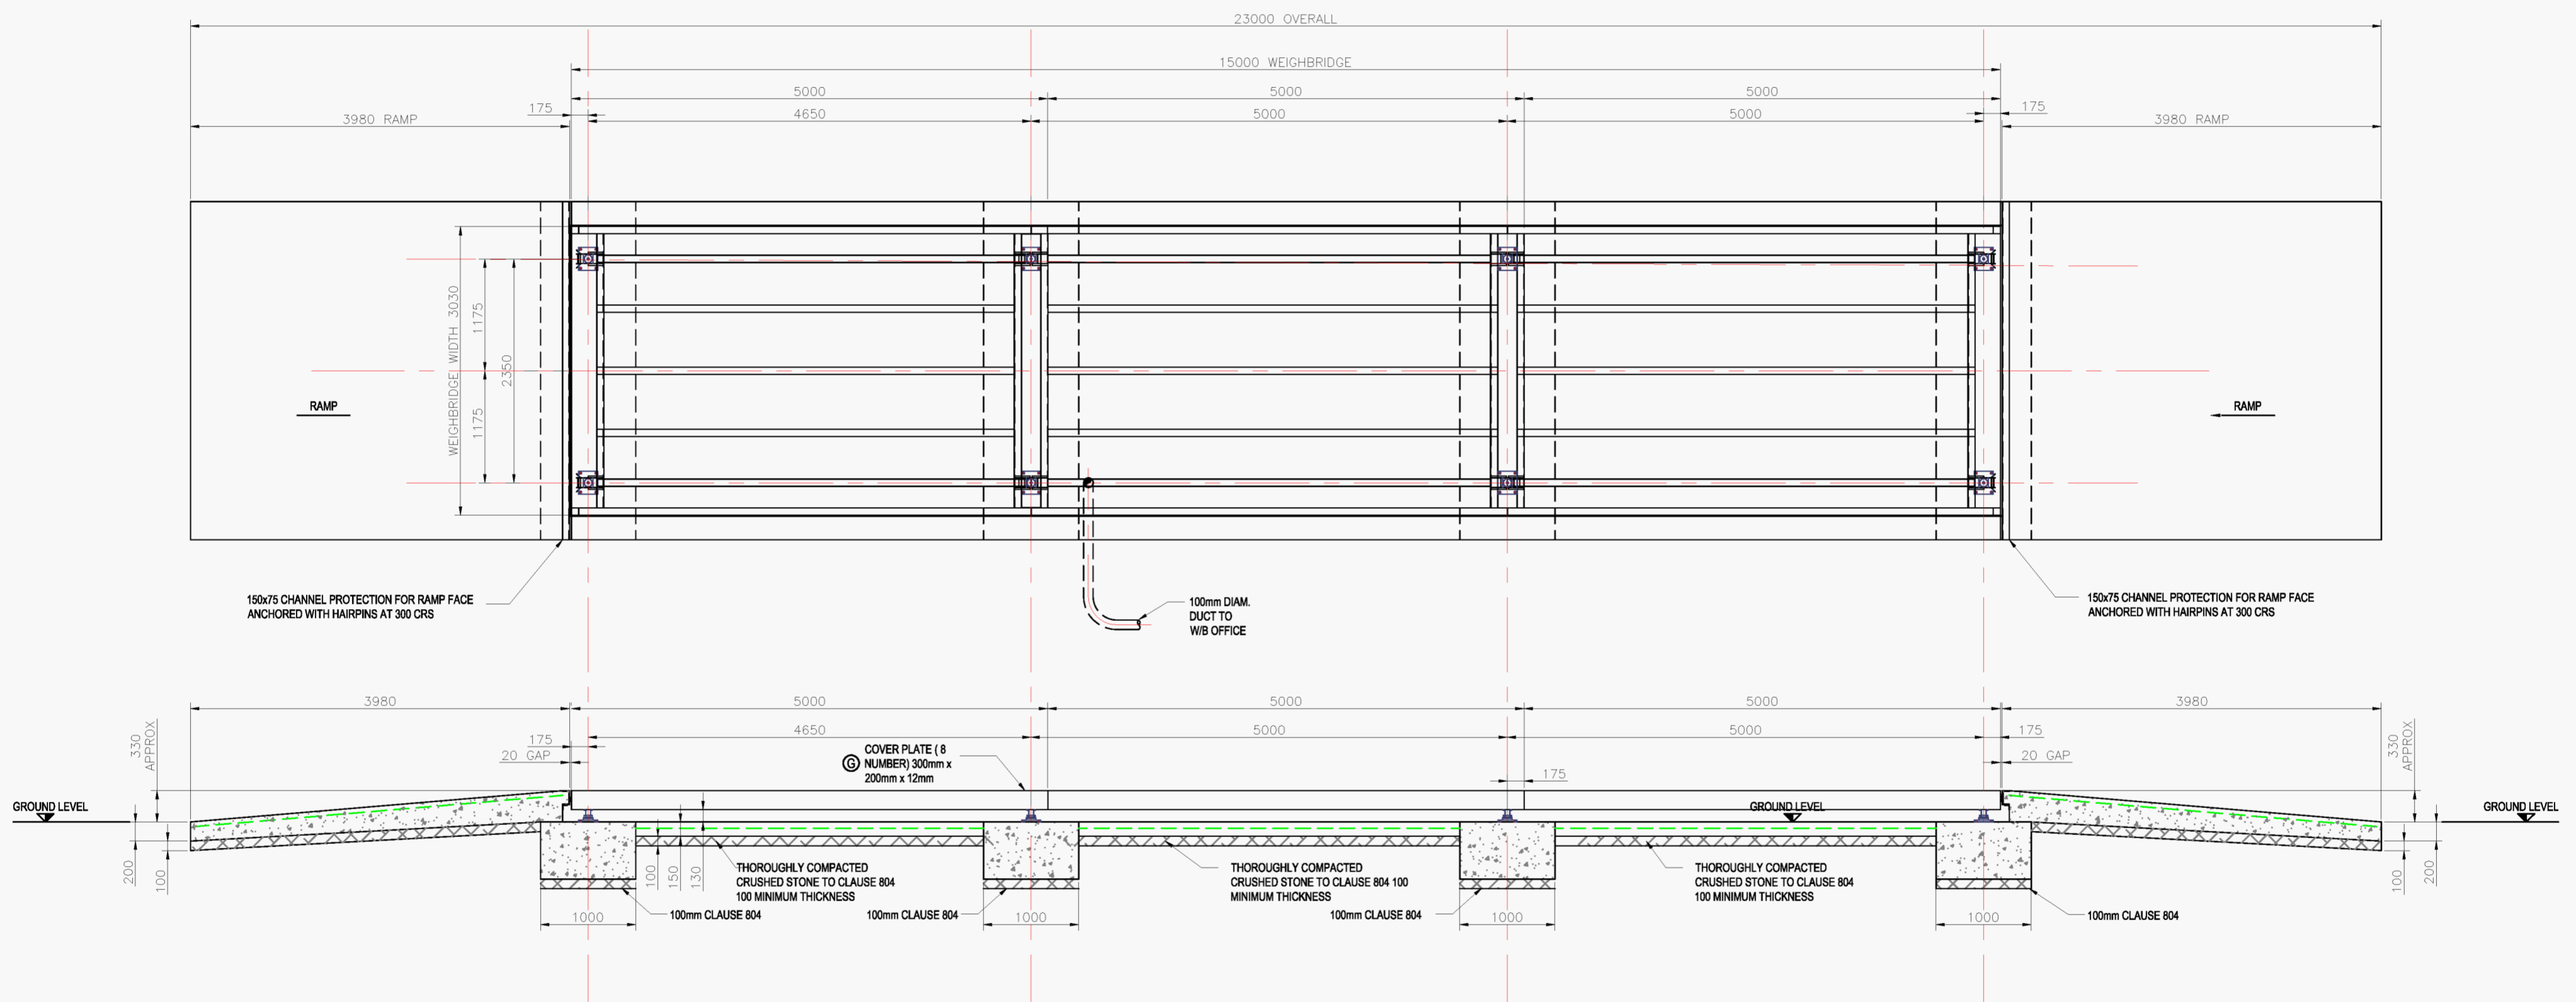 23000 OVERALL
15000 WEIGHBRIDGE
5000
5000
5000
175
4650
5000
5000
175
3980 RAMP
3980 RAMP
WEIGHBRIDGE WIDTH 3030
1175
2350
1175
RAMP
RAMP
150x75 CHANNEL PROTECTION FOR RAMP FACE
ANCHORED WITH HAIRPINS AT 300 CRS
100mm DIAM.
DUCT TO
W/B OFFICE
150x75 CHANNEL PROTECTION FOR RAMP FACE
ANCHORED WITH HAIRPINS AT 300 CRS
3980
5000
5000
5000
3980
330
APPROX
175
4650
5000
5000
175
330
APPROX
20 GAP
G
COVER PLATE ( 8
NUMBER) 300mm x
200mm x 12mm
175
20 GAP
GROUND LEVEL
GROUND LEVEL
GROUND LEVEL
200
100
100
150
130
THOROUGHLY COMPACTED
CRUSHED STONE TO CLAUSE 804
100 MINIMUM THICKNESS
THOROUGHLY COMPACTED
CRUSHED STONE TO CLAUSE 804 100
MINIMUM THICKNESS
THOROUGHLY COMPACTED
CRUSHED STONE TO CLAUSE 804
100 MINIMUM THICKNESS
100
200
100mm CLAUSE 804
100mm CLAUSE 804
100mm CLAUSE 804
100mm CLAUSE 804
1000
1000
1000
1000